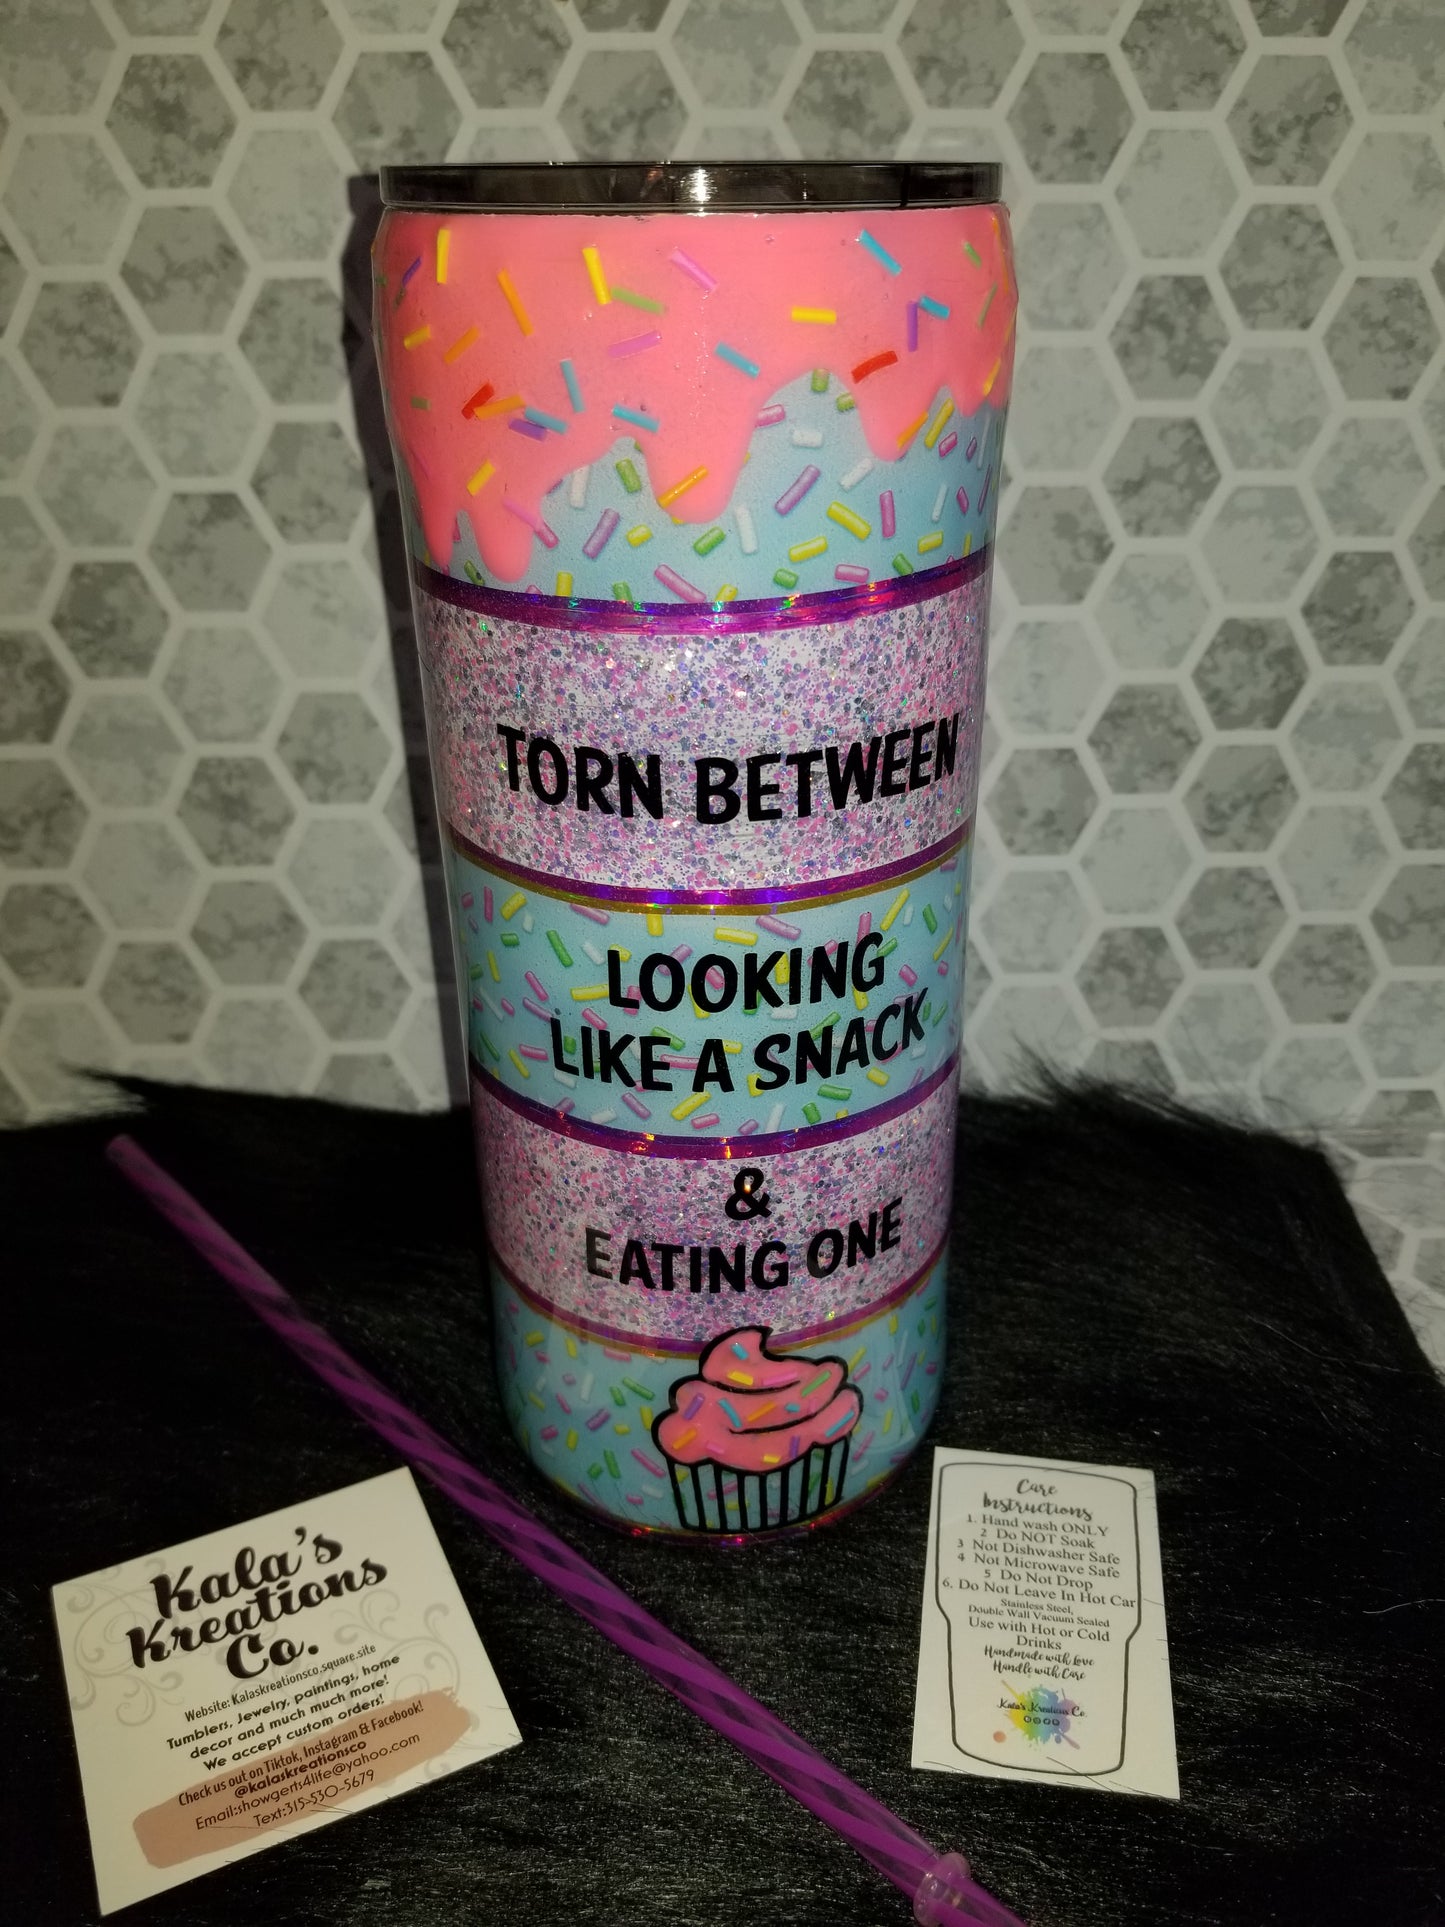 TORN BETWEEN
LOOKING
LIKE A SNACK
&
EATING ONE
Kala's
Kreations
Co.
Website: Kalaskreationsco.square.site
Tumblers, Jewelry, paintings, home
decor and much much more!
We accept custom orders!
Check us out on Tiktok, Instagram & Facebook!
@kalaskreationsco
Email:showgerts4life@yahoo.com
Text:315-530-5679
Care
Instructions
1. Hand wash ONLY
2 Do NOT Soak
3 Not Dishwasher Safe
4 Not Microwave Safe
5 Do Not Drop
6. Do Not Leave In Hot Car
Stainless Steel,
Double Wall Vacuum Sealed
Use with Hot or Cold
Drinks
Handmade with Love
Handle with Care
Kala's Kreations Co.